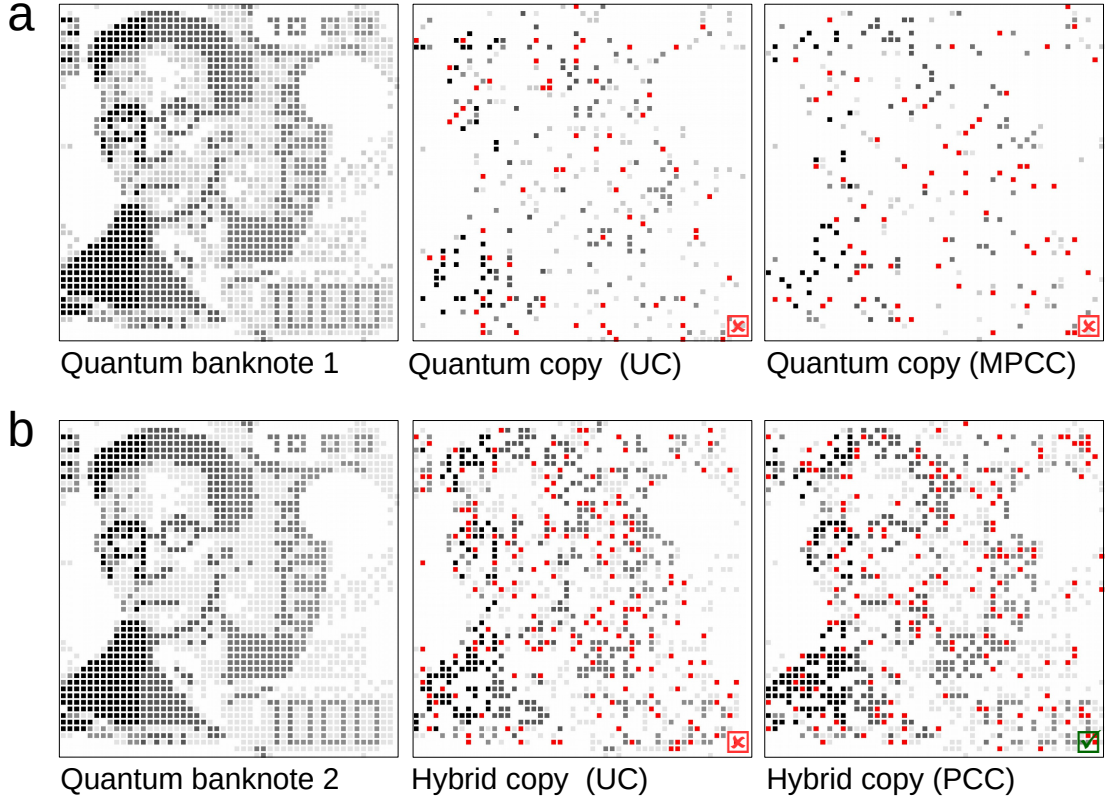 a
Quantum banknote 1
Quantum copy (UC)
Quantum copy (MPCC)
b
Quantum banknote 2
Hybrid copy (UC)
Hybrid copy (PCC)